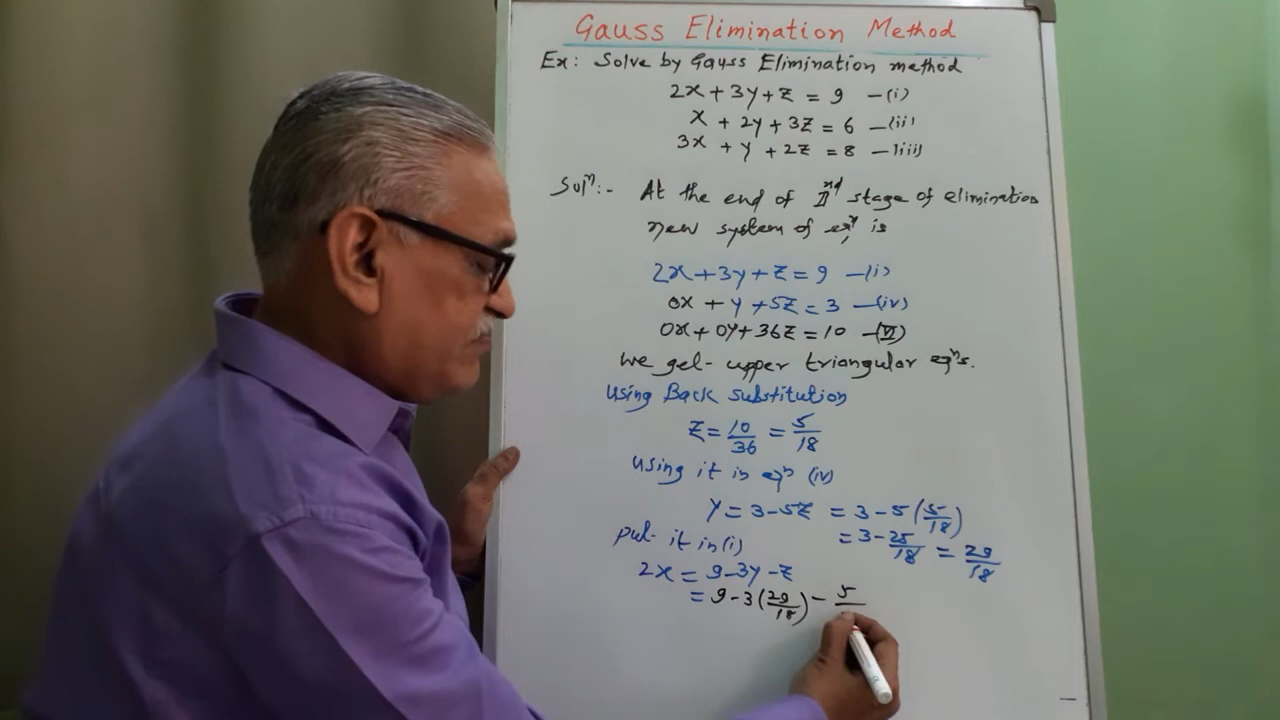 Gauss Elimination Method
Ex: Solve by Gauss Elimination method
2x + 3y + z = 9 —(i)
x + 2y + 3z = 6 —(ii)
3x + y + 2z = 8 —(iii)
Solⁿ:- At the end of IIⁿᵈ stage of elimination
new system of eqⁿ is
2x + 3y + z = 9 —(i)
0x + y + 5z = 3 —(iv)
0x + 0y + 36z = 10 —(VI)
we get upper triangular eqⁿs.
Using Back substitution
z = 10/36 = 5/18
Using it in eqⁿ (iv)
y = 3 - 5z = 3 - 5(5/18)
= 3 - 25/18 = 29/18
put it in (i)
2x = 9 - 3y - z
= 9 - 3(29/18) - 5/